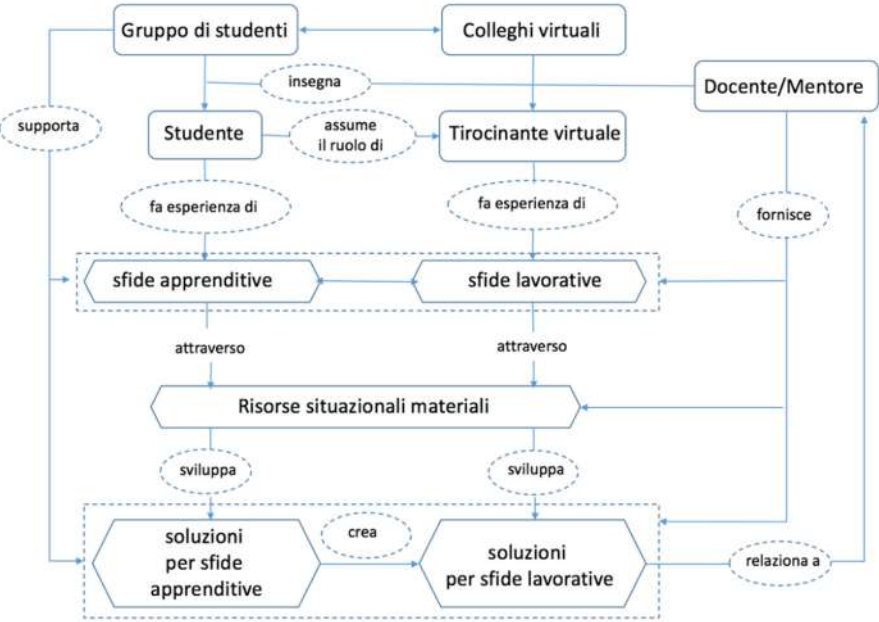 Gruppo di studenti
Colleghi virtuali
insegna
Docente/Mentore
supporta
Studente
assume
il ruolo di
Tirocinante virtuale
fa esperienza di
fa esperienza di
fornisce
sfide apprenditive
sfide lavorative
attraverso
attraverso
Risorse situazionali materiali
sviluppa
sviluppa
soluzioni
per sfide
apprenditive
crea
soluzioni
per sfide lavorative
relaziona a